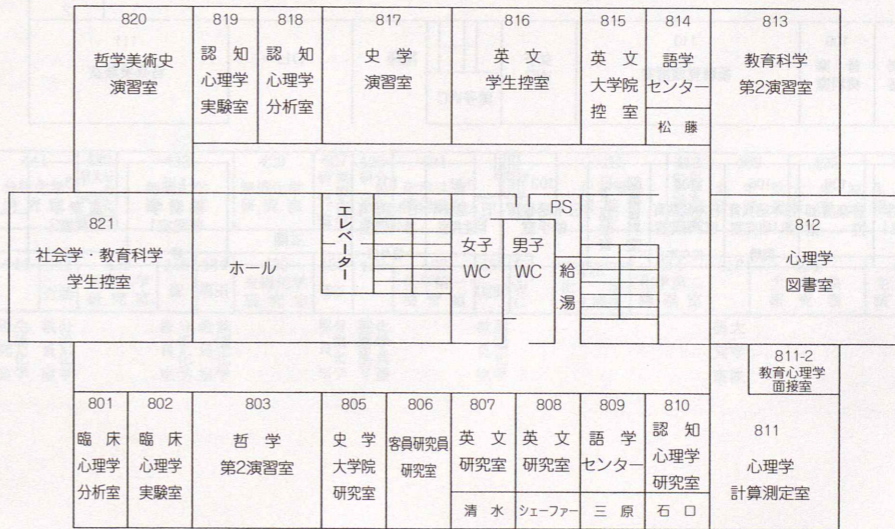 820
哲学美術史
演習室
819
認 知
心理学
実験室
818
認 知
心理学
分析室
817
史 学
演習室
816
英 文
学生控室
815
英 文
大学院
控 室
814
語学
センター
松 藤
813
教育科学
第2演習室
821
社会学・教育科学
学生控室
ホール
エレベーター
女子
WC
男子
WC
PS
給湯
812
心理学
図書室
811-2
教育心理学
面接室
801
臨 床
心理学
分析室
802
臨 床
心理学
実験室
803
哲 学
第2演習室
805
史 学
大学院
研究室
806
客員研究員
研究室
807
英 文
研究室
清 水
808
英 文
研究室
シェーファー
809
語 学
センター
三 原
810
認 知
心理学
研究室
石 口
811
心理学
計算測定室